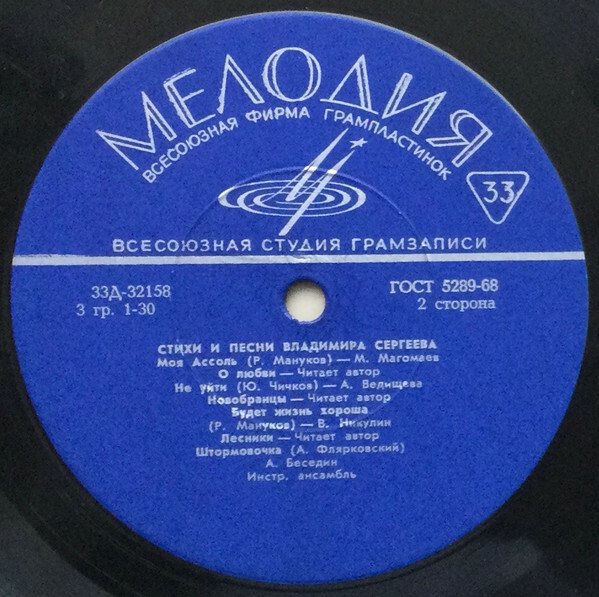 МЕЛОДИЯ
ВСЕСОЮЗНАЯ ФИРМА ГРАМПЛАСТИНОК
33
ВСЕСОЮЗНАЯ СТУДИЯ ГРАМЗАПИСИ
33Д-32158
3 гр. 1-30
ГОСТ 5289-68
2 сторона
СТИХИ И ПЕСНИ ВЛАДИМИРА СЕРГЕЕВА
Моя Ассоль (Р. Мануков) — М. Магомаев
О любви — Читает автор
Не уйти (Ю. Чичков) — А. Ведищева
Новобранцы — Читает автор
Будет жизнь хороша
(Р. Мануков) — В. Никулин
Лесники — Читает автор
Штормовочка (А. Флярковский)
А. Беседин
Инстр. ансамбль